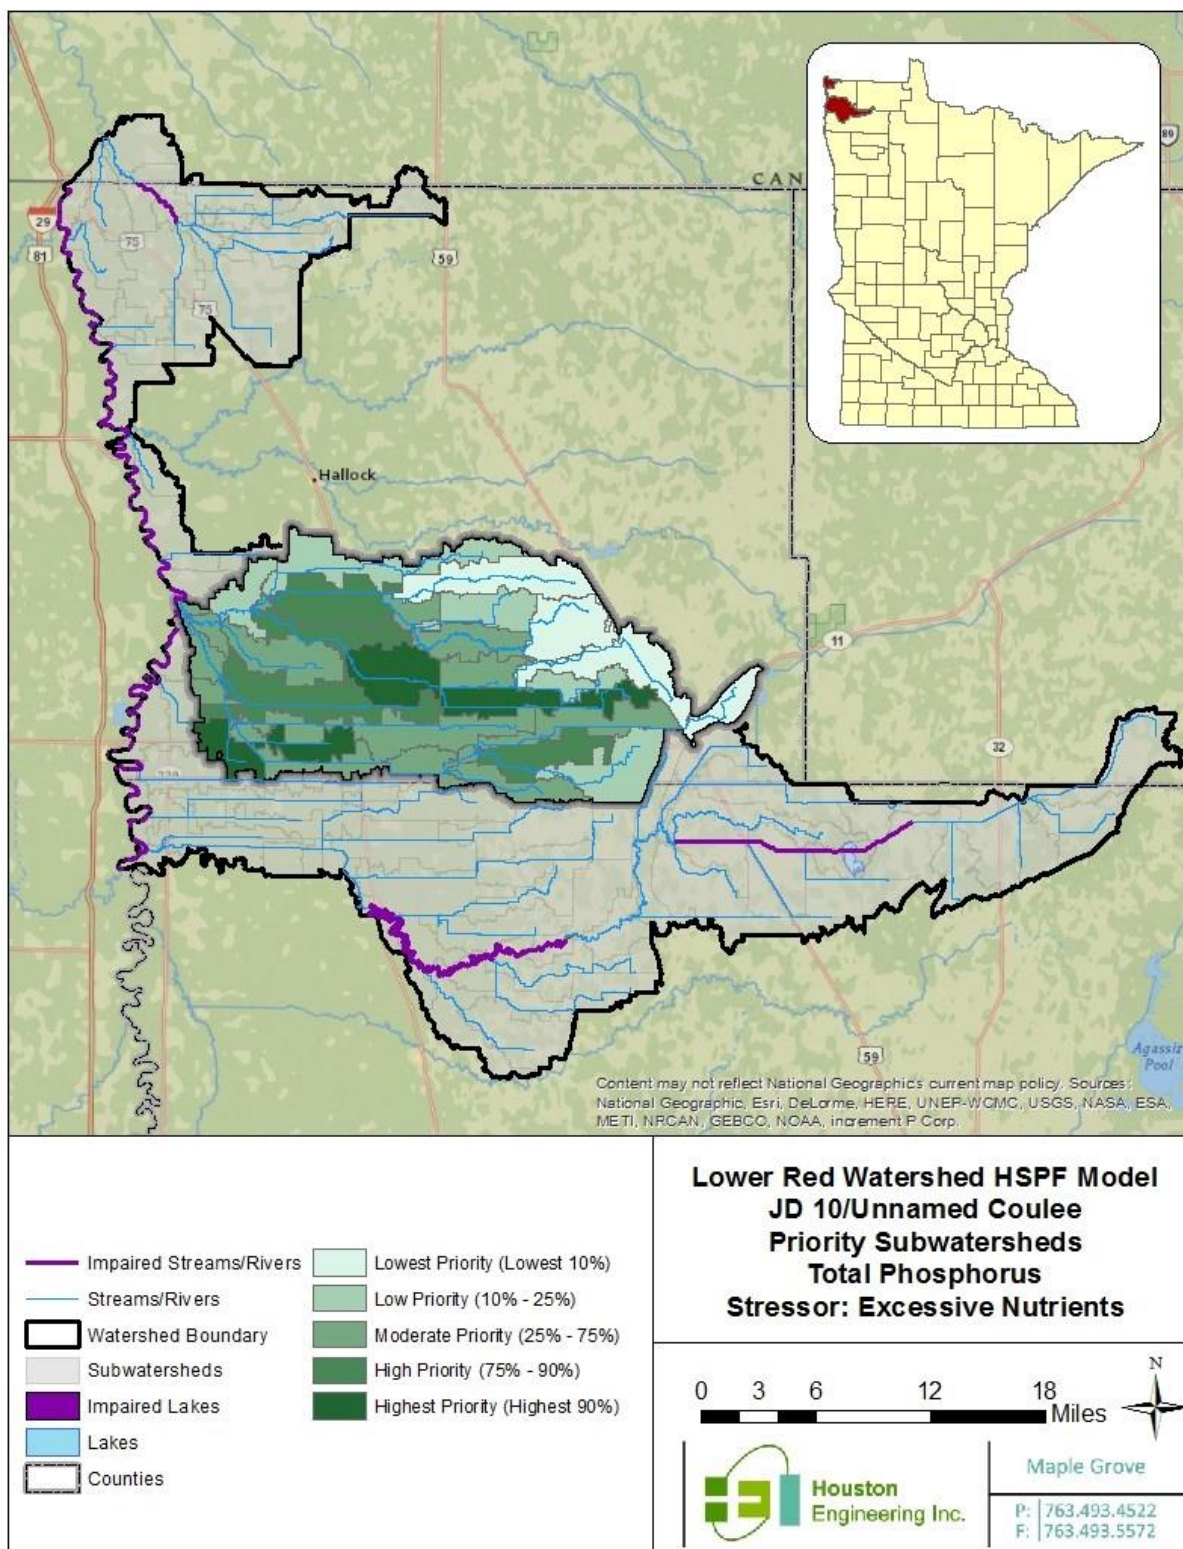 CAN
89
29
81
75
59
75
Hallock
11
32
59
Agassiz
Pool
Content may not reflect National Geographic's current map policy. Sources:
National Geographic, Esri, DeLorme, HERE, UNEP-WCMC, USGS, NASA, ESA,
METI, NRCAN, GEBCO, NOAA, increment P Corp.
Impaired Streams/Rivers
Streams/Rivers
Watershed Boundary
Subwatersheds
Impaired Lakes
Lakes
Counties
Lowest Priority (Lowest 10%)
Low Priority (10% - 25%)
Moderate Priority (25% - 75%)
High Priority (75% - 90%)
Highest Priority (Highest 90%)
Lower Red Watershed HSPF Model
JD 10/Unnamed Coulee
Priority Subwatersheds
Total Phosphorus
Stressor: Excessive Nutrients
0 3 6 12 18
Miles
N
Houston
Engineering Inc.
Maple Grove
P: 763.493.4522
F: 763.493.5572